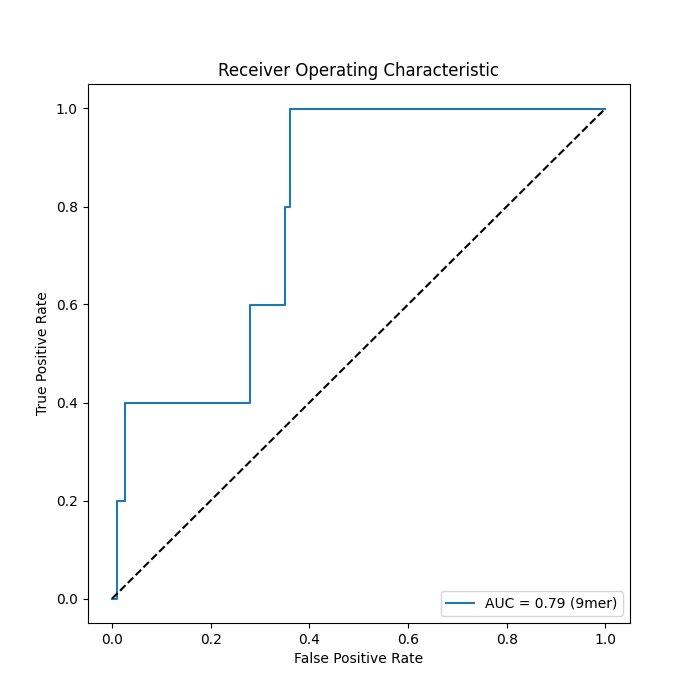 Receiver Operating Characteristic
True Positive Rate
1.0
0.8
0.6
0.4
0.2
0.0
AUC = 0.79 (9mer)
0.0 0.2 0.4 0.6 0.8 1.0
False Positive Rate